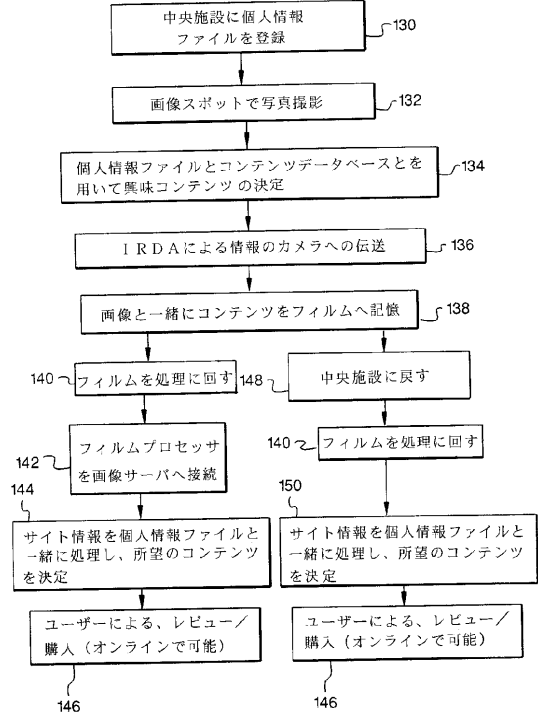 中央施設に個人情報
ファイルを登録
130
画像スポットで写真撮影
132
個人情報ファイルとコンテンツデータベースとを
用いて興味コンテンツの決定
134
ＩＲＤＡによる情報のカメラへの伝送
136
画像と一緒にコンテンツをフィルムへ記憶
138
140
フィルムを処理に回す
148
中央施設に戻す
142
フィルムプロセッサ
を画像サーバへ接続
140
フィルムを処理に回す
144
サイト情報を個人情報ファイルと
一緒に処理し、所望のコンテンツ
を決定
150
サイト情報を個人情報ファイルと
一緒に処理し、所望のコンテンツ
を決定
ユーザーによる、レビュー／
購入（オンラインで可能）
146
ユーザーによる、レビュー／
購入（オンラインで可能）
146